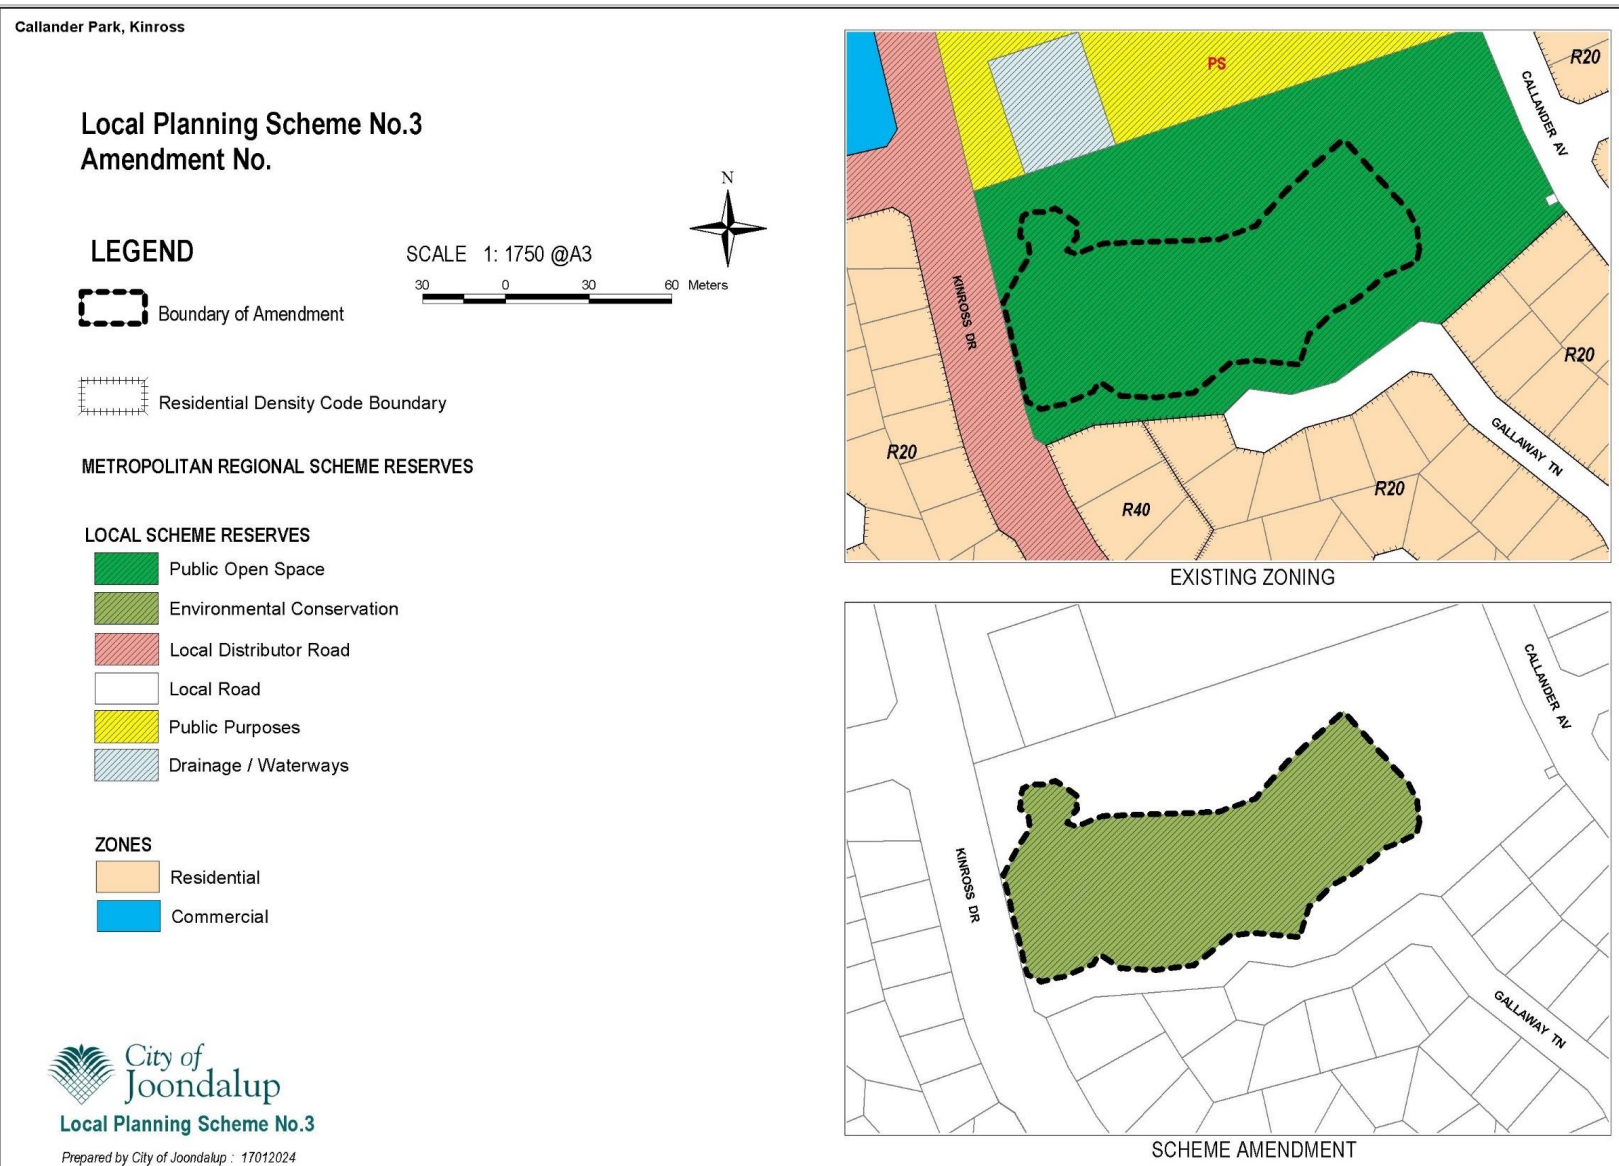 Callander Park, Kinross
Local Planning Scheme No.3
Amendment No.
N
LEGEND
SCALE 1: 1750 @A3
30 0 30 60 Meters
Boundary of Amendment
Residential Density Code Boundary
METROPOLITAN REGIONAL SCHEME RESERVES
LOCAL SCHEME RESERVES
Public Open Space
Environmental Conservation
Local Distributor Road
Local Road
Public Purposes
Drainage / Waterways
ZONES
Residential
Commercial
City of
Joondalup
Local Planning Scheme No.3
Prepared by City of Joondalup : 17012024
PS
R20
CALLANDER AV
KINROSS DR
R20
R20
GALLAWAY TN
R20
R40
EXISTING ZONING
CALLANDER AV
KINROSS DR
GALLAWAY TN
SCHEME AMENDMENT